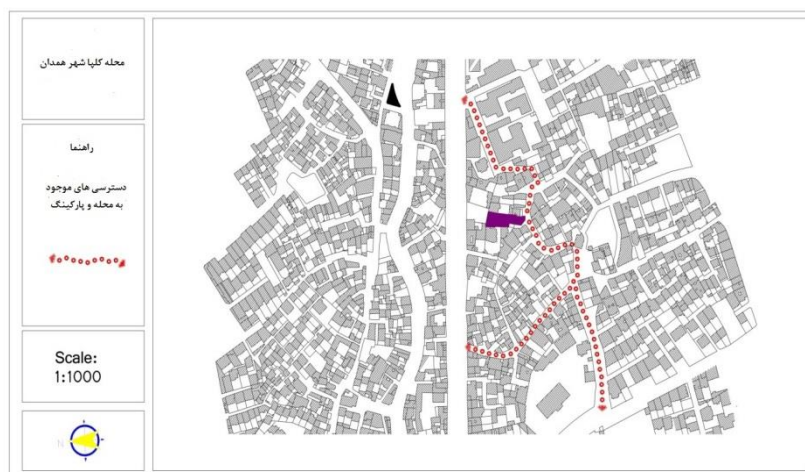 محله کلپا شهر همدان
راهنما
دسترسی های موجود
به محله و پارکینگ
Scale:
1:1000
N